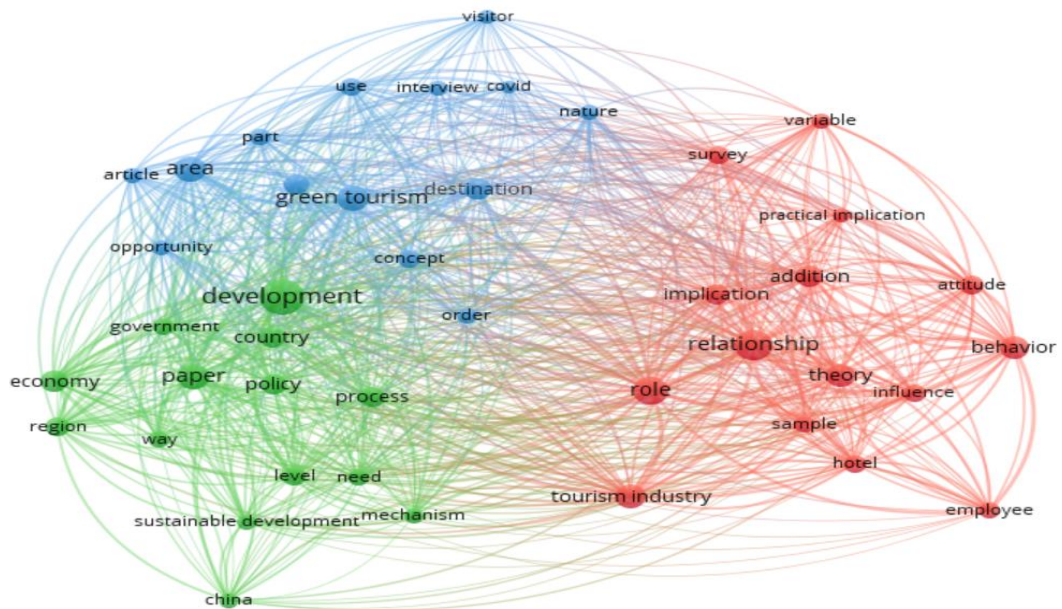 visitor
use
interview
covid
nature
variable
part
survey
article
area
green tourism
destination
practical implication
opportunity
concept
addition
attitude
development
implication
order
government
country
relationship
behavior
economy
paper
policy
process
role
theory
influence
region
way
sample
level
need
hotel
tourism industry
sustainable development
mechanism
employee
china